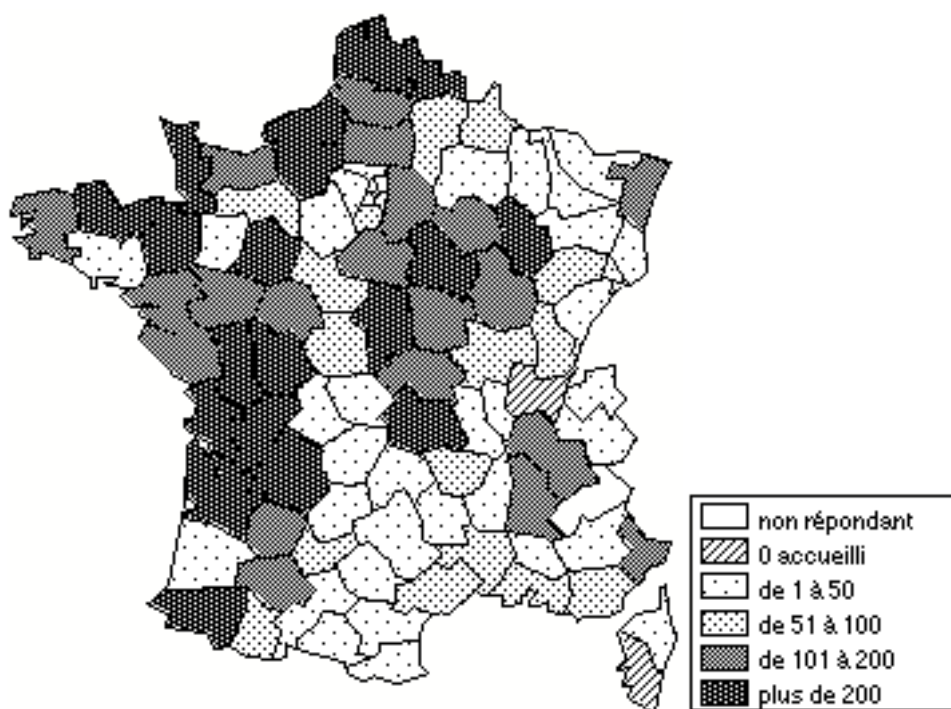 non répondant
0 accueilli
de 1 à 50
de 51 à 100
de 101 à 200
plus de 200